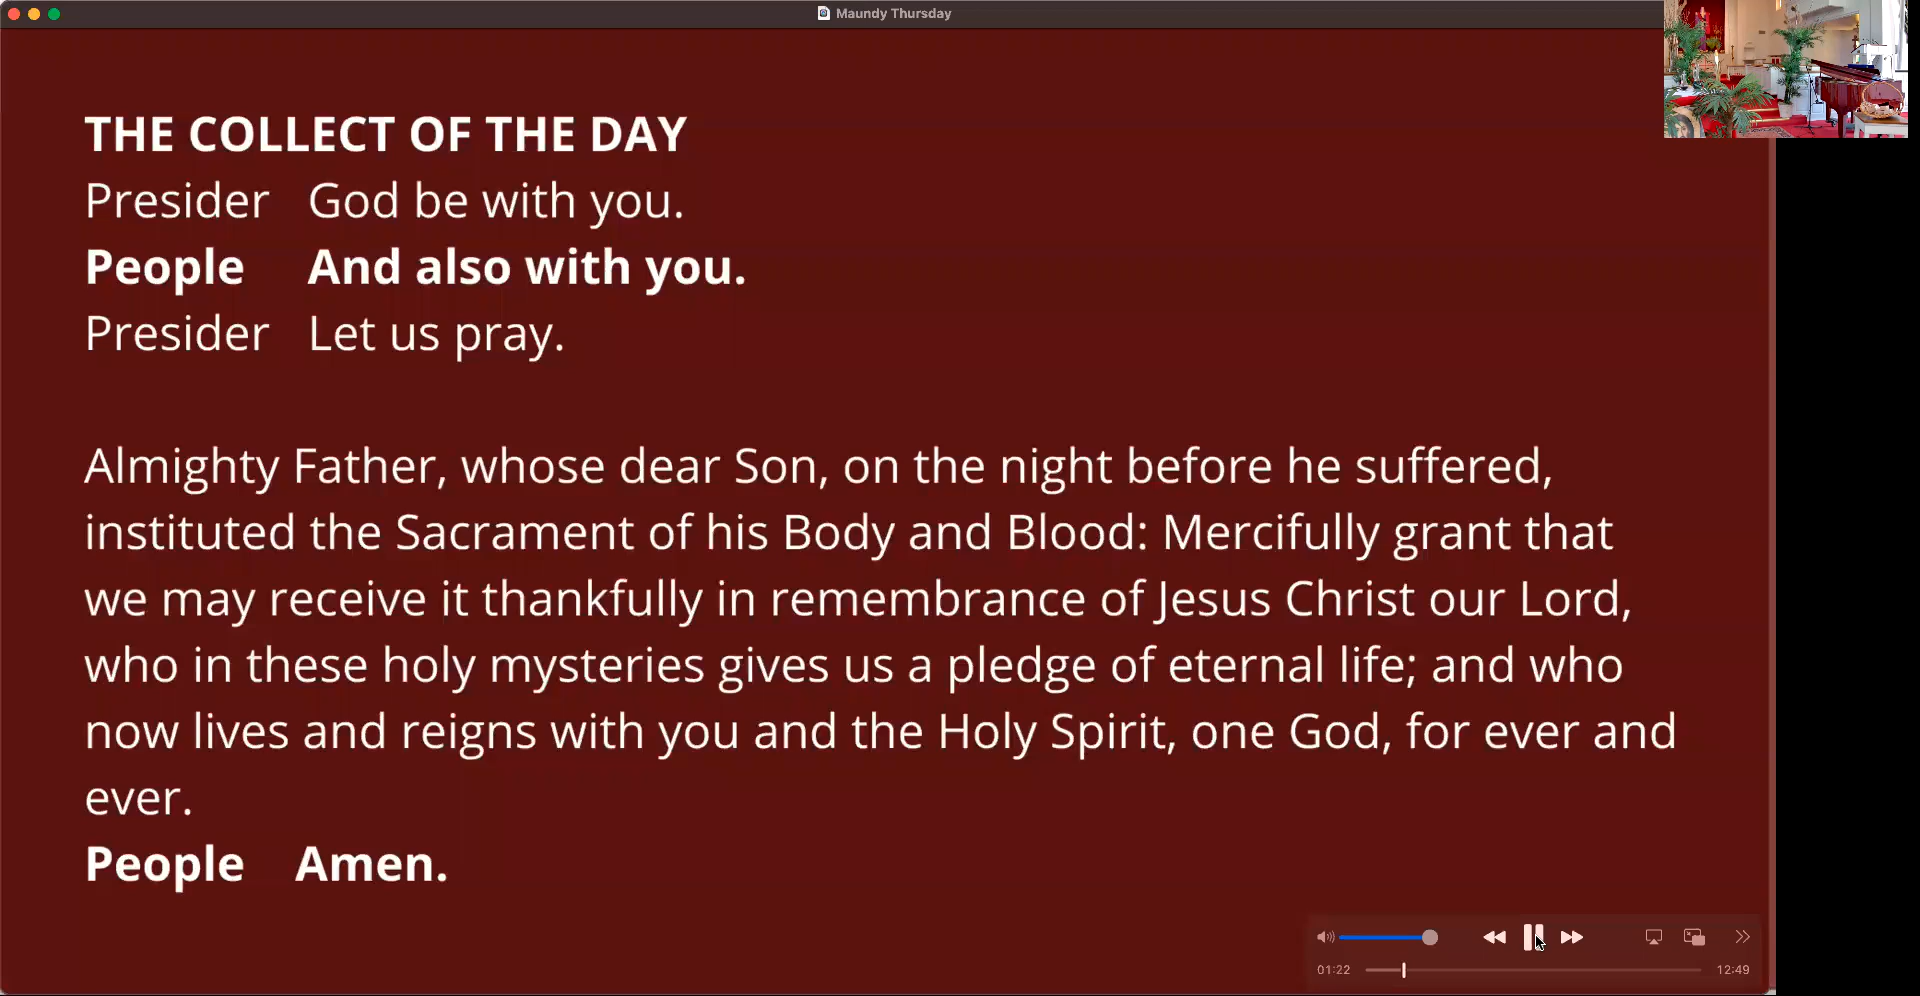 Maundy Thursday
THE COLLECT OF THE DAY
Presider God be with you.
People And also with you.
Presider Let us pray.
Almighty Father, whose dear Son, on the night before he suffered,
instituted the Sacrament of his Body and Blood: Mercifully grant that
we may receive it thankfully in remembrance of Jesus Christ our Lord,
who in these holy mysteries gives us a pledge of eternal life; and who
now lives and reigns with you and the Holy Spirit, one God, for ever and
ever.
People Amen.
01:22 12:49